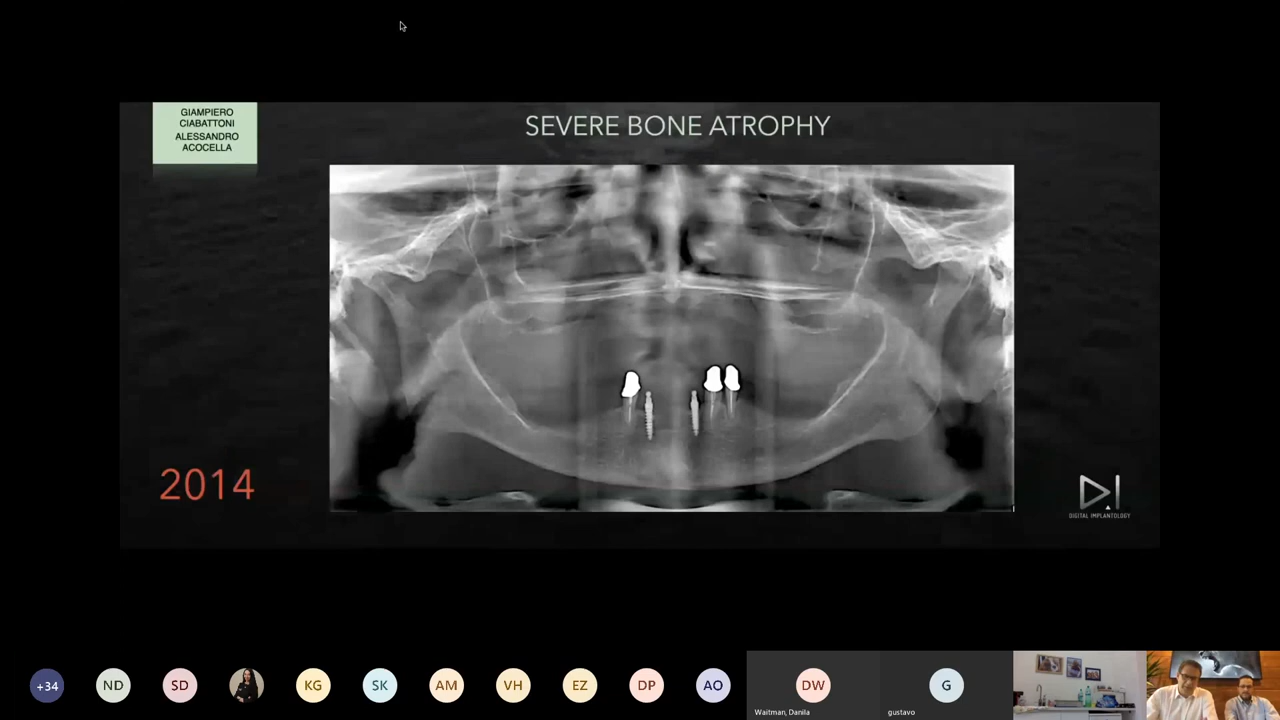 GIAMPIERO
CIABATTONI
ALESSANDRO
ACOCELLA
SEVERE BONE ATROPHY
2014
DIGITAL IMPLANTOLOGY
+34
ND
SD
KG
SK
AM
VH
EZ
DP
AO
DW
Waitman, Danila
G
gustavo